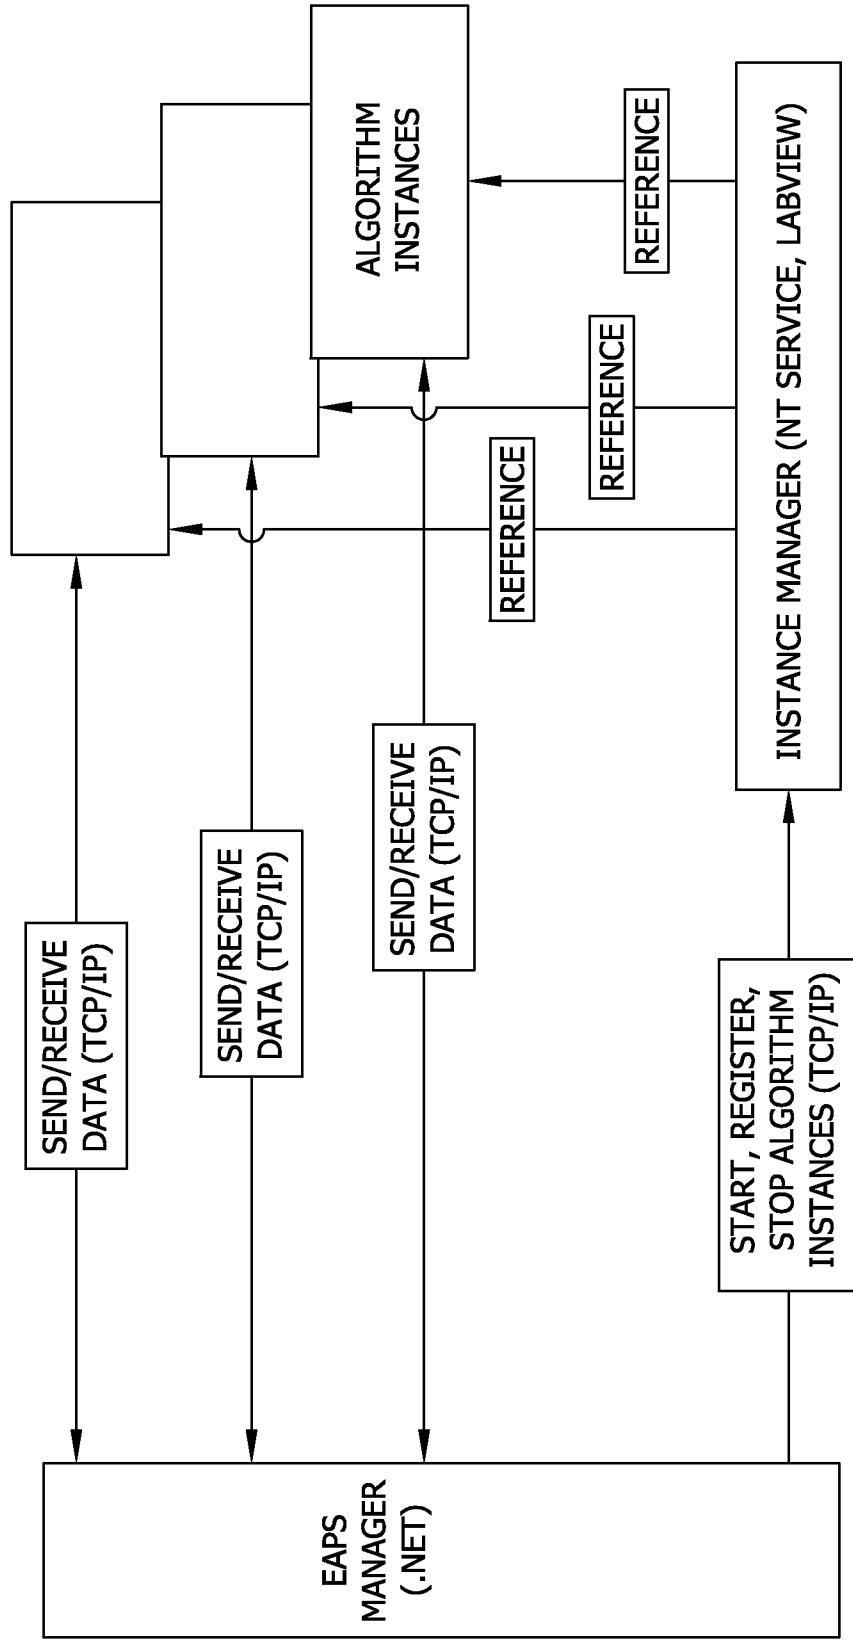 EAPS
MANAGER
(.NET)
SEND/RECEIVE
DATA (TCP/IP)
SEND/RECEIVE
DATA (TCP/IP)
SEND/RECEIVE
DATA (TCP/IP)
START, REGISTER,
STOP ALGORITHM
INSTANCES (TCP/IP)
ALGORITHM
INSTANCES
REFERENCE
REFERENCE
REFERENCE
INSTANCE MANAGER (NT SERVICE, LABVIEW)